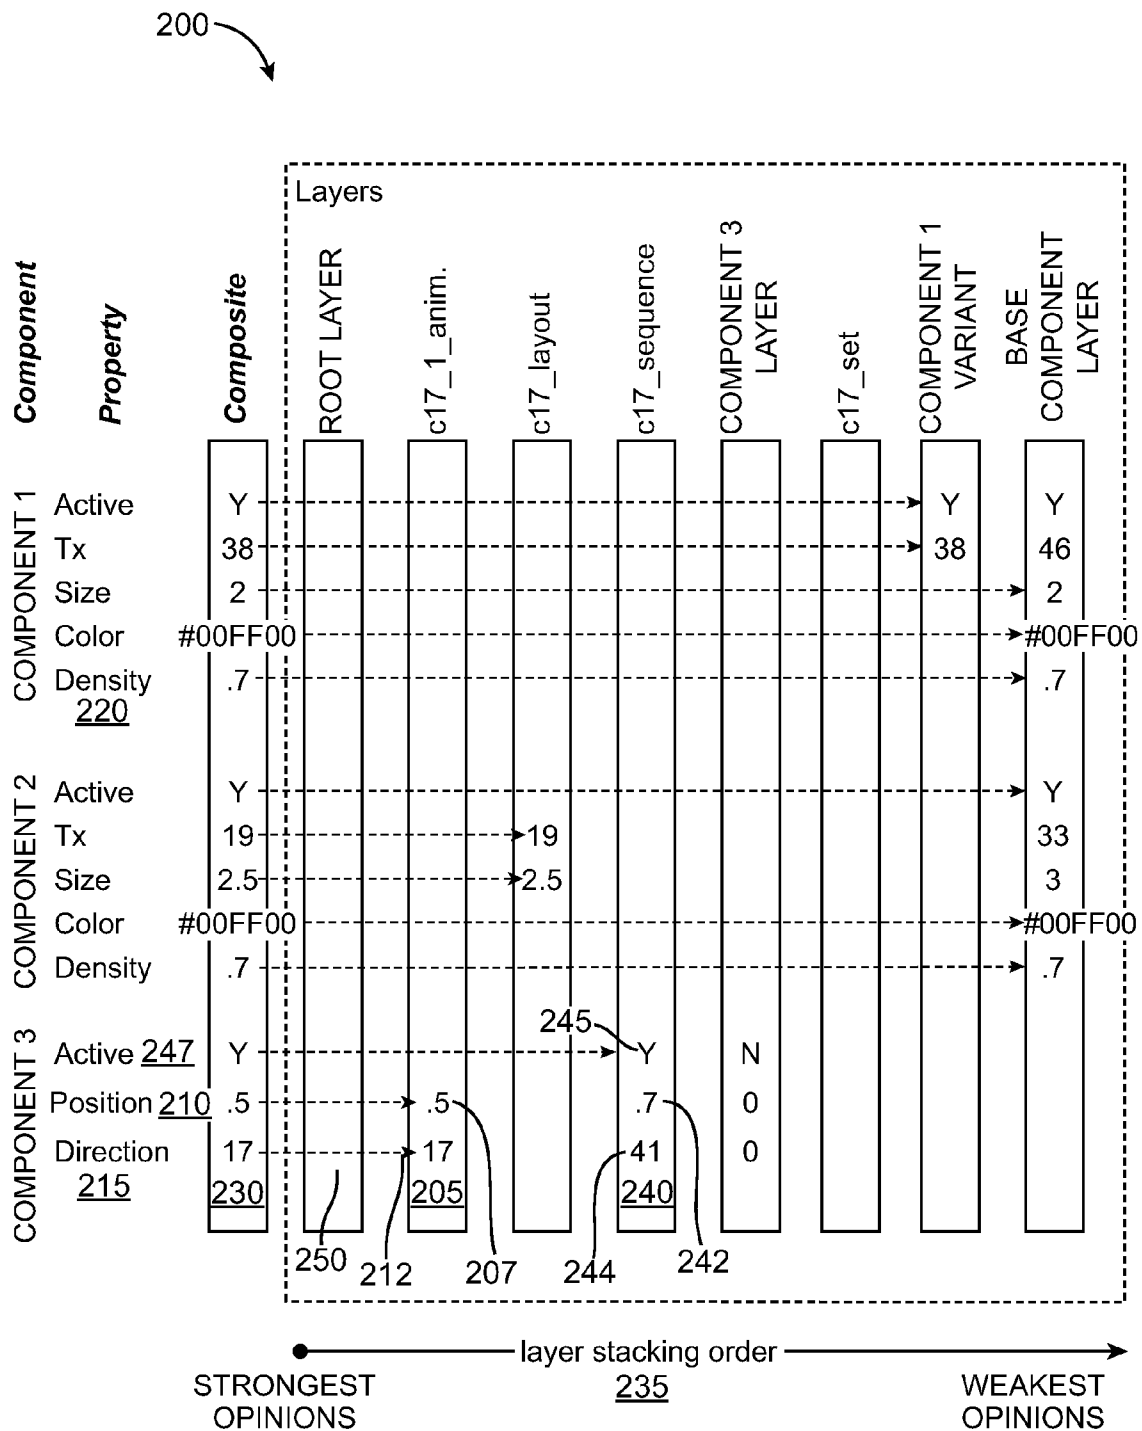 200
Layers
Component
Property
Composite
ROOT LAYER
c17_1_anim.
c17_layout
c17_sequence
COMPONENT 3
LAYER
c17_set
COMPONENT 1
VARIANT
BASE
COMPONENT
LAYER
COMPONENT 1
Active Y Y Y
Tx 38 38 46
Size 2 2
Color #00FF00 #00FF00
Density .7 .7
220
COMPONENT 2
Active Y Y
Tx 19 19 33
Size 2.5 2.5 3
Color #00FF00 #00FF00
Density .7 .7
245
COMPONENT 3
Active 247 Y Y N
Position 210 .5 .5 .7 0
Direction 17 17 41 0
215 230 205 240
250 212 207 244 242
layer stacking order
235
STRONGEST
OPINIONS
WEAKEST
OPINIONS